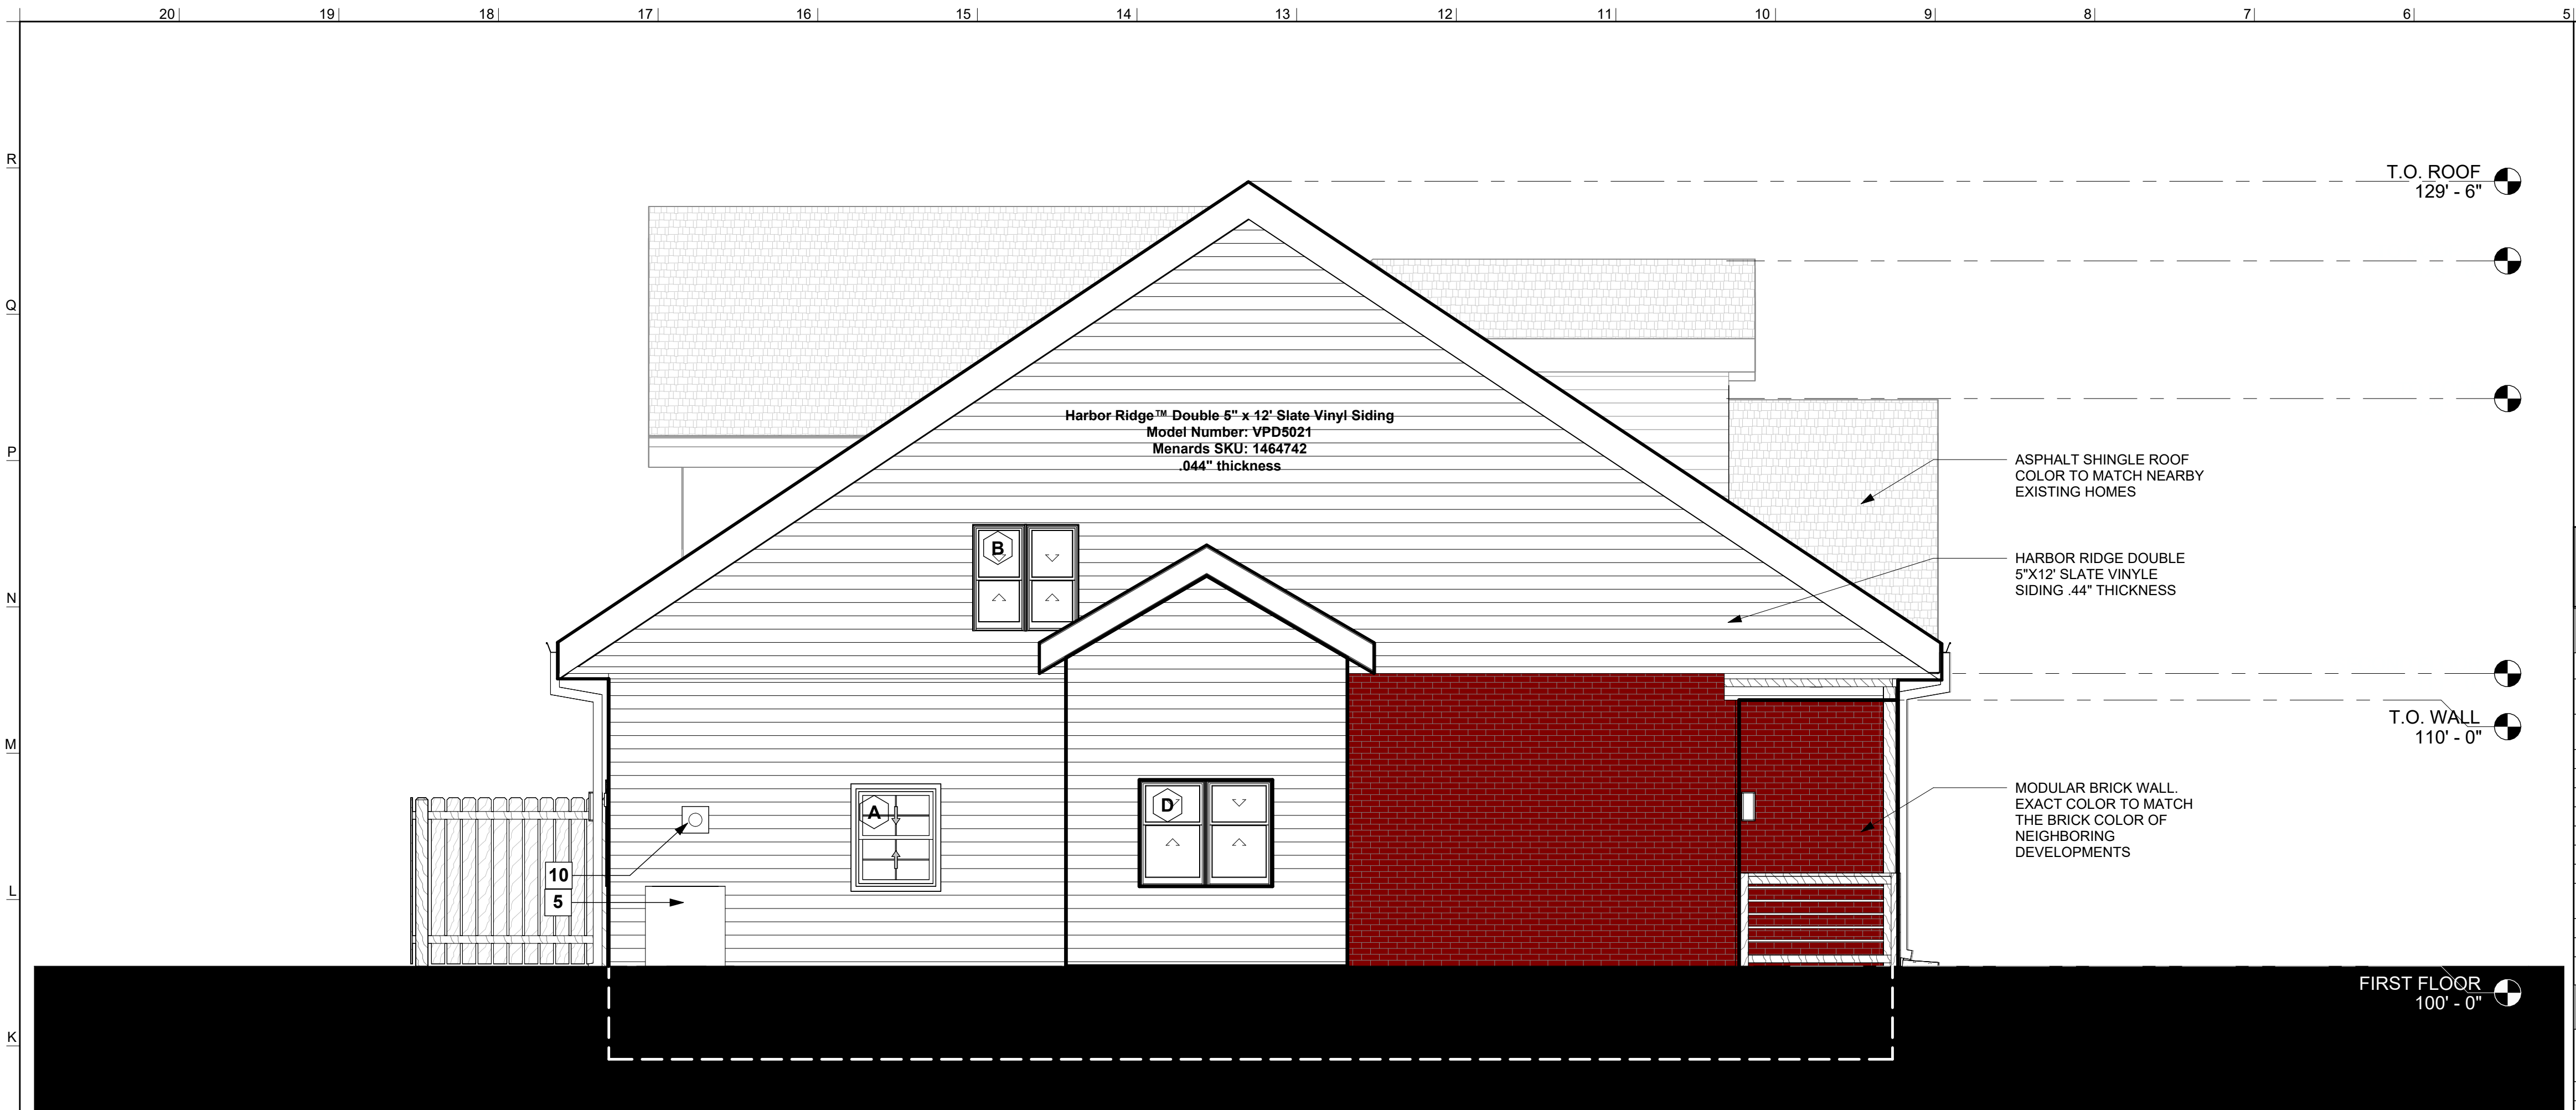 20 19 18 17 16 15 14 13 12 11 10 9 8 7 6 5
R
T.O. ROOF
129' - 6"
Q
Harbor Ridge™ Double 5" x 12' Slate Vinyl Siding
Model Number: VPD5021
Menards SKU: 1464742
.044" thickness
P
ASPHALT SHINGLE ROOF
COLOR TO MATCH NEARBY
EXISTING HOMES
B
HARBOR RIDGE DOUBLE
5"X12' SLATE VINYLE
SIDING .44" THICKNESS
N
T.O. WALL
110' - 0"
M
MODULAR BRICK WALL.
EXACT COLOR TO MATCH
THE BRICK COLOR OF
NEIGHBORING
DEVELOPMENTS
A
D
10
L
5
FIRST FLOOR
100' - 0"
K